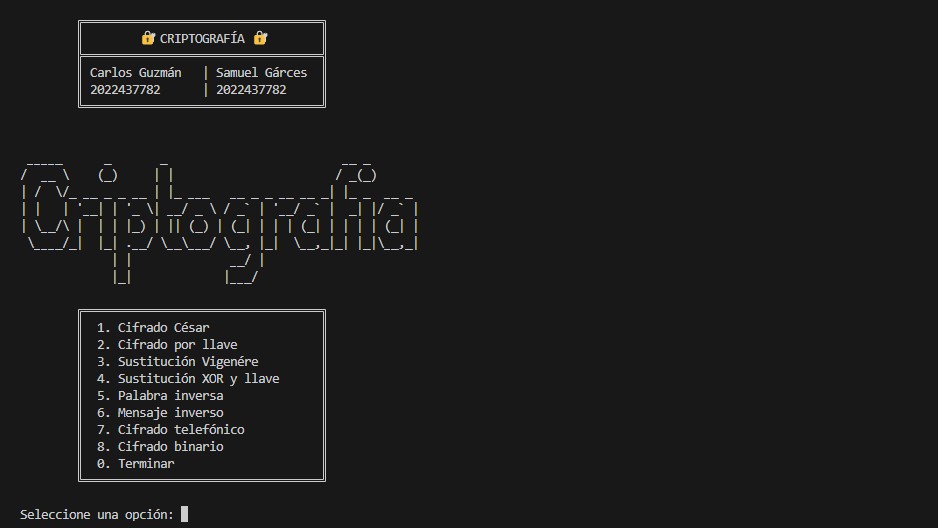 🔐 CRIPTOGRAFÍA 🔐
Carlos Guzmán | Samuel Gárces
2022437782 | 2022437782
Criptografia
1. Cifrado César
2. Cifrado por llave
3. Sustitución Vigenére
4. Sustitución XOR y llave
5. Palabra inversa
6. Mensaje inverso
7. Cifrado telefónico
8. Cifrado binario
0. Terminar
Seleccione una opción: